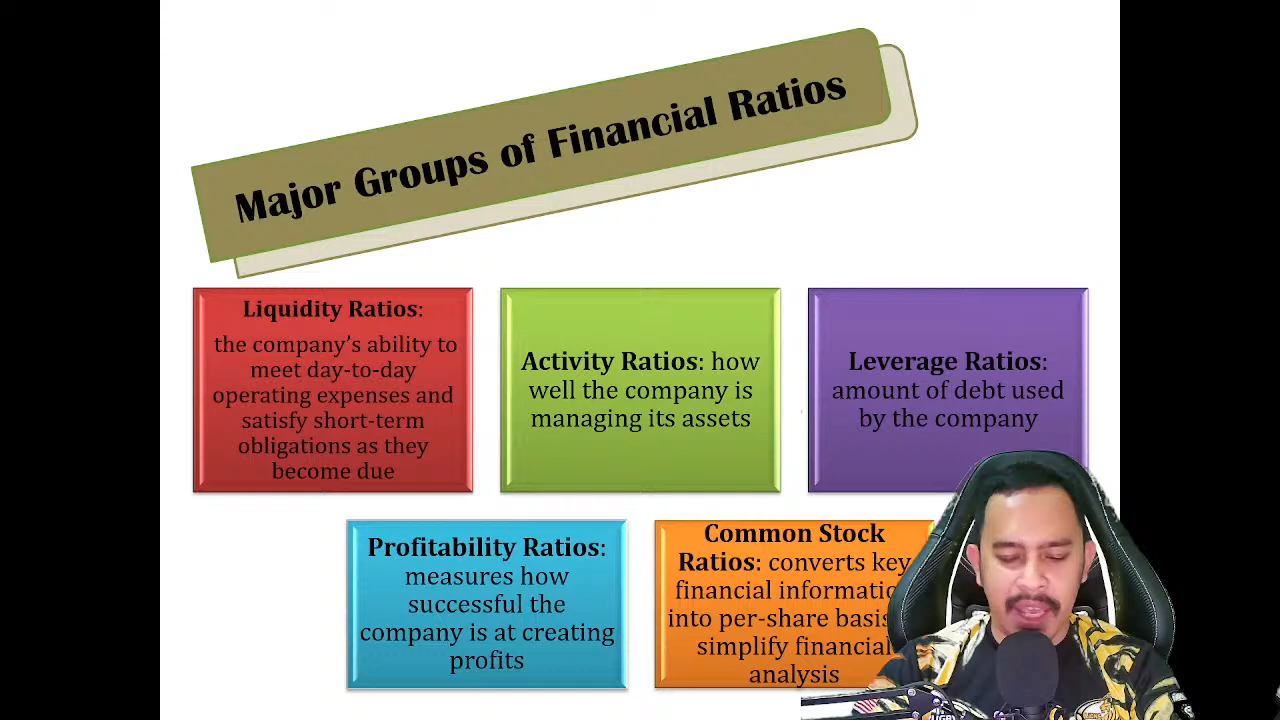 Major Groups of Financial Ratios
Liquidity Ratios:
the company's ability to
meet day-to-day
operating expenses and
satisfy short-term
obligations as they
become due
Activity Ratios: how
well the company is
managing its assets
Leverage Ratios:
amount of debt used
by the company
Profitability Ratios:
measures how
successful the
company is at creating
profits
Common Stock
Ratios: converts key
financial
into per-share
simplify financial
analysis